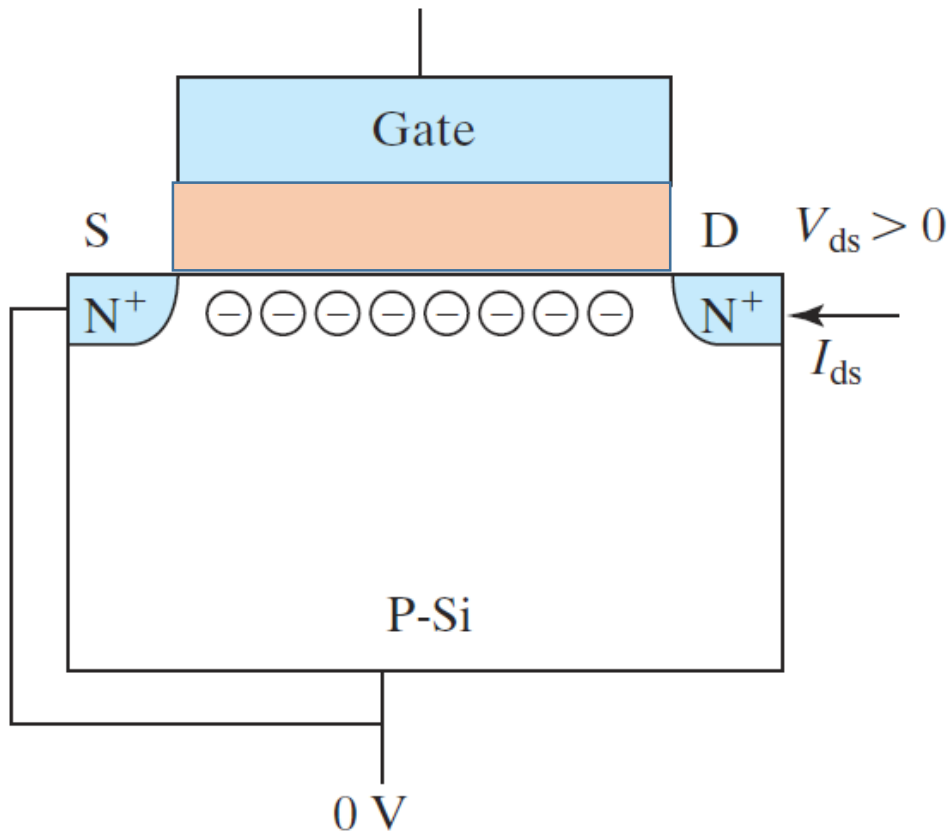 Gate
S
D
V_ds > 0
N⁺
⊖ ⊖ ⊖ ⊖ ⊖ ⊖ ⊖ ⊖
N⁺
I_ds
P-Si
0 V